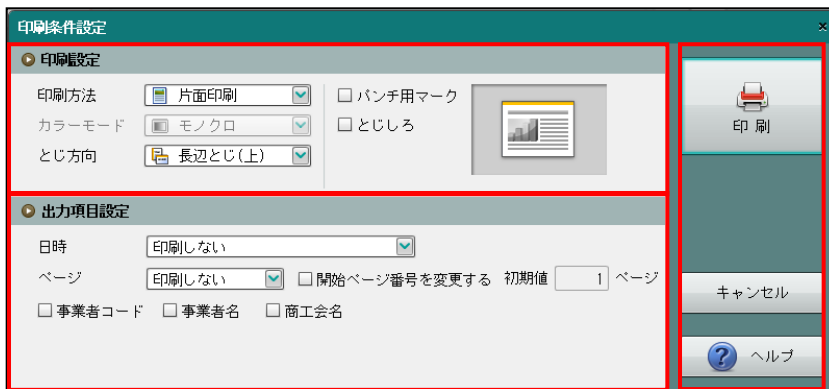 印刷条件設定
印刷設定
印刷方法 片面印刷 パンチ用マーク
カラーモード モノクロ とじしろ
とじ方向 長辺とじ(上)
出力項目設定
日時 印刷しない
ページ 印刷しない 開始ページ番号を変更する 初期値 1 ページ
事業者コード 事業者名 商工会名
印刷
キャンセル
ヘルプ